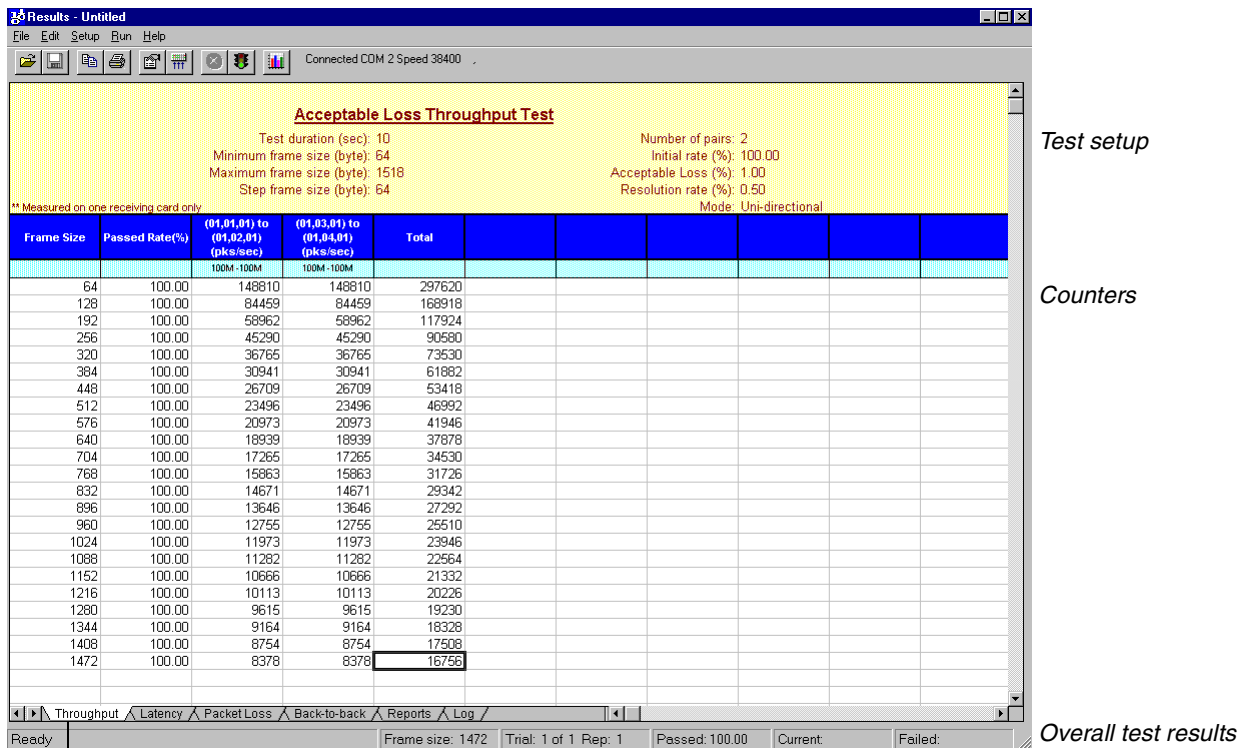 Results - Untitled
File Edit Setup Run Help
Connected COM 2 Speed 38400
Acceptable Loss Throughput Test
Test duration (sec): 10 Number of pairs: 2
Minimum frame size (byte): 64 Initial rate (%): 100.00
Maximum frame size (byte): 1518 Acceptable Loss (%): 1.00
Step frame size (byte): 64 Resolution rate (%): 0.50
** Measured on one receiving card only Mode: Uni-directional
Test setup
Frame Size Passed Rate(%) (01,01,01) to (01,02,01) (pks/sec) (01,03,01) to (01,04,01) (pks/sec) Total
100M -100M 100M -100M
64 100.00 148810 148810 297620
Counters
128 100.00 84459 84459 168918
192 100.00 58962 58962 117924
256 100.00 45290 45290 90580
320 100.00 36765 36765 73530
384 100.00 30941 30941 61882
448 100.00 26709 26709 53418
512 100.00 23496 23496 46992
576 100.00 20973 20973 41946
640 100.00 18939 18939 37878
704 100.00 17265 17265 34530
768 100.00 15863 15863 31726
832 100.00 14671 14671 29342
896 100.00 13646 13646 27292
960 100.00 12755 12755 25510
1024 100.00 11973 11973 23946
1088 100.00 11282 11282 22564
1152 100.00 10666 10666 21332
1216 100.00 10113 10113 20226
1280 100.00 9615 9615 19230
1344 100.00 9164 9164 18328
1408 100.00 8754 8754 17508
1472 100.00 8378 8378 16756
Throughput Latency Packet Loss Back-to-back Reports Log
Ready Frame size: 1472 Trial: 1 of 1 Rep: 1 Passed: 100.00 Current: Failed:
Overall test results